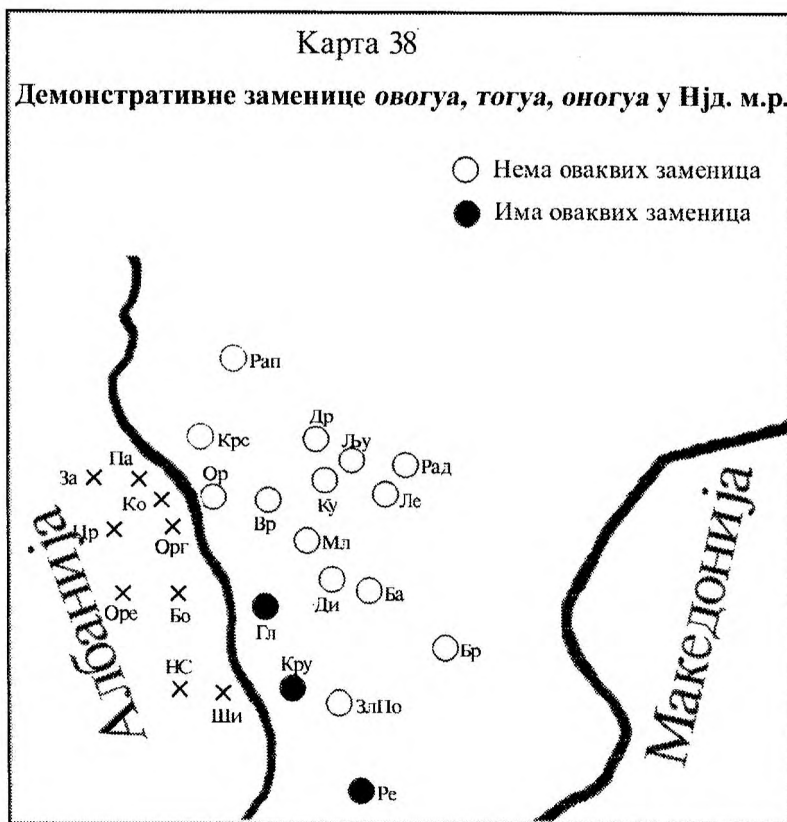 Карта 38
Демонстративне заменице овогуа, тогуа, оногуа у Нјд. м.р.
Нема оваквих заменица
Има оваквих заменица
Рап
Крс
Др
Љу
Рад
Па
За
Ор
Ку
Ле
Ко
Вр
Цр
Орг
Мл
Оре
Бо
Ди
Ба
Гл
Бр
НС
Кру
Ши
ЗлПо
Ре
Албанија
Македонија